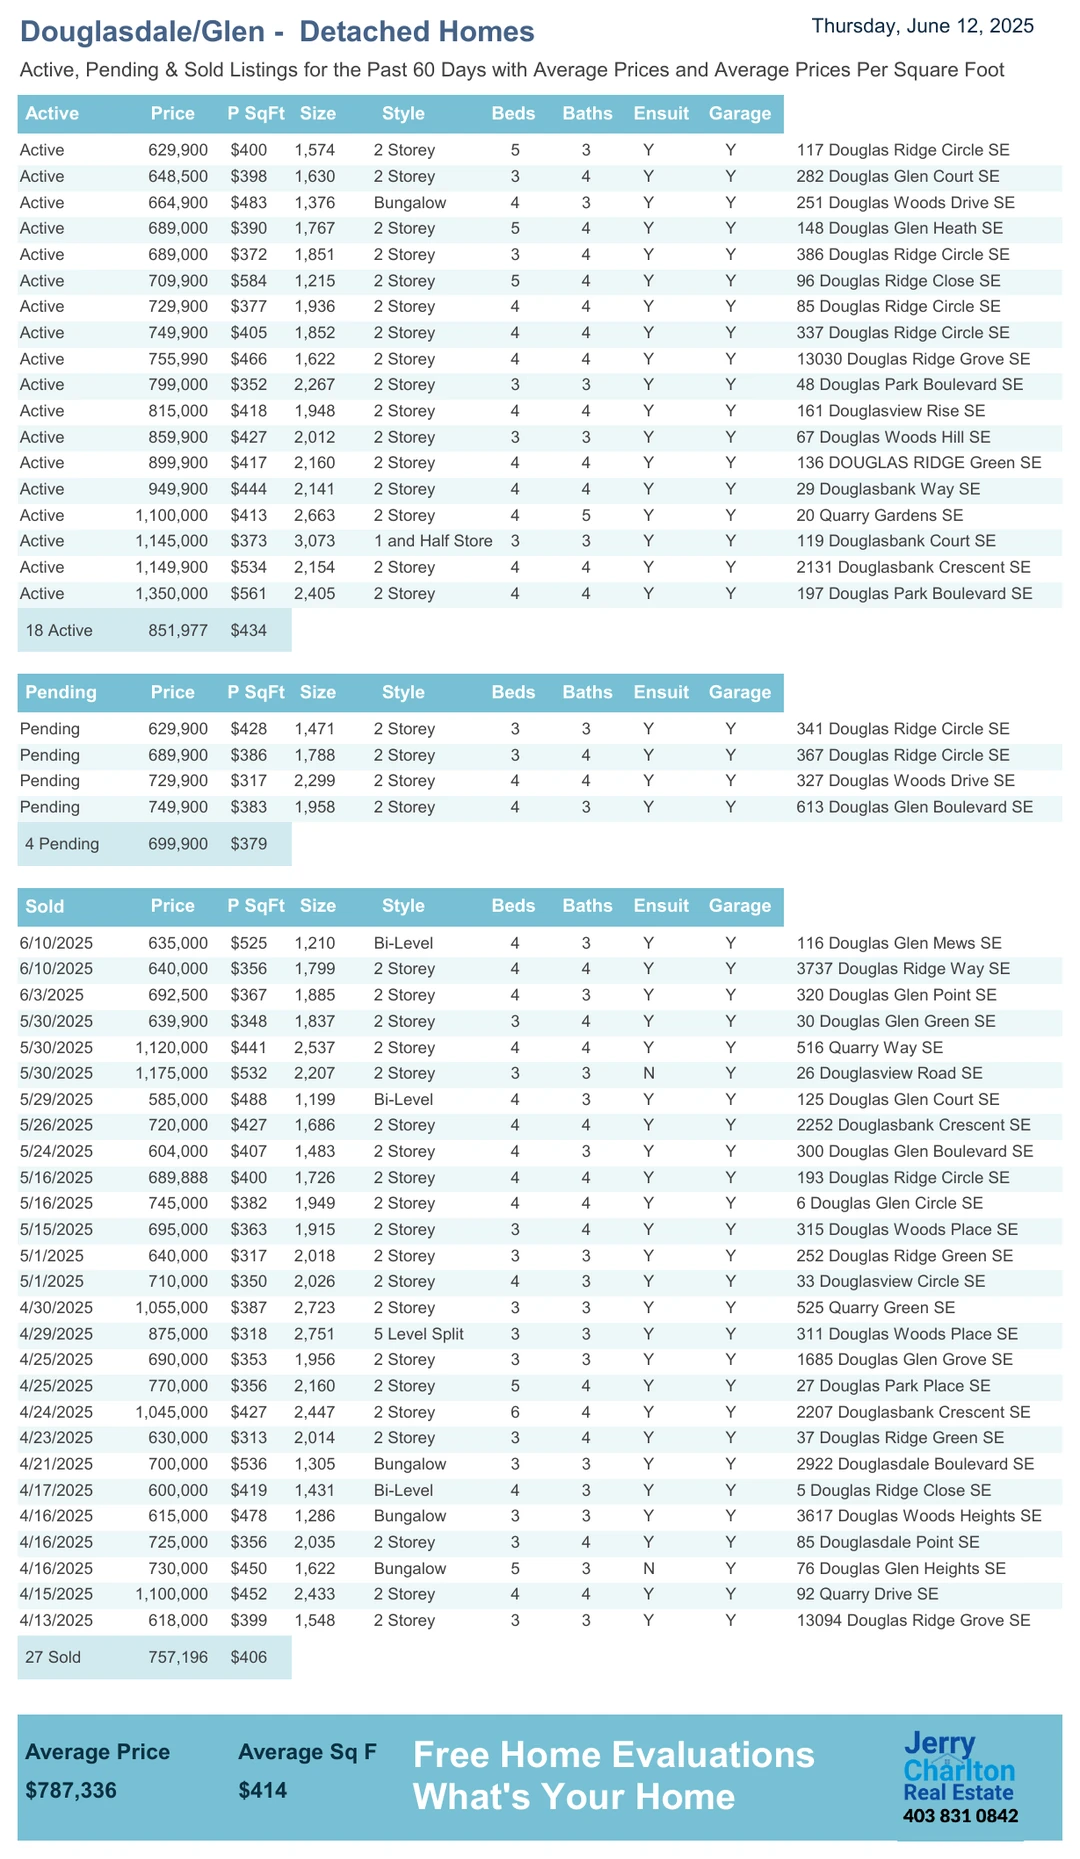 Douglasdale/Glen - Detached Homes
Thursday, June 12, 2025
Active, Pending & Sold Listings for the Past 60 Days with Average Prices and Average Prices Per Square Foot
Active Price P SqFt Size Style Beds Baths Ensuit Garage
Active 629,900 $400 1,574 2 Storey 5 3 Y Y 117 Douglas Ridge Circle SE
Active 648,500 $398 1,630 2 Storey 3 4 Y Y 282 Douglas Glen Court SE
Active 664,900 $483 1,376 Bungalow 4 3 Y Y 251 Douglas Woods Drive SE
Active 689,000 $390 1,767 2 Storey 5 4 Y Y 148 Douglas Glen Heath SE
Active 689,000 $372 1,851 2 Storey 3 4 Y Y 386 Douglas Ridge Circle SE
Active 709,900 $584 1,215 2 Storey 5 4 Y Y 96 Douglas Ridge Close SE
Active 729,900 $377 1,936 2 Storey 4 4 Y Y 85 Douglas Ridge Circle SE
Active 749,900 $405 1,852 2 Storey 4 4 Y Y 337 Douglas Ridge Circle SE
Active 755,990 $466 1,622 2 Storey 4 4 Y Y 13030 Douglas Ridge Grove SE
Active 799,000 $352 2,267 2 Storey 3 3 Y Y 48 Douglas Park Boulevard SE
Active 815,000 $418 1,948 2 Storey 4 4 Y Y 161 Douglasview Rise SE
Active 859,900 $427 2,012 2 Storey 3 3 Y Y 67 Douglas Woods Hill SE
Active 899,900 $417 2,160 2 Storey 4 4 Y Y 136 DOUGLAS RIDGE Green SE
Active 949,900 $444 2,141 2 Storey 4 4 Y Y 29 Douglasbank Way SE
Active 1,100,000 $413 2,663 2 Storey 4 5 Y Y 20 Quarry Gardens SE
Active 1,145,000 $373 3,073 1 and Half Store 3 3 Y Y 119 Douglasbank Court SE
Active 1,149,900 $534 2,154 2 Storey 4 4 Y Y 2131 Douglasbank Crescent SE
Active 1,350,000 $561 2,405 2 Storey 4 4 Y Y 197 Douglas Park Boulevard SE
18 Active 851,977 $434
Pending Price P SqFt Size Style Beds Baths Ensuit Garage
Pending 629,900 $428 1,471 2 Storey 3 3 Y Y 341 Douglas Ridge Circle SE
Pending 689,900 $386 1,788 2 Storey 3 4 Y Y 367 Douglas Ridge Circle SE
Pending 729,900 $317 2,299 2 Storey 4 4 Y Y 327 Douglas Woods Drive SE
Pending 749,900 $383 1,958 2 Storey 4 3 Y Y 613 Douglas Glen Boulevard SE
4 Pending 699,900 $379
Sold Price P SqFt Size Style Beds Baths Ensuit Garage
6/10/2025 635,000 $525 1,210 Bi-Level 4 3 Y Y 116 Douglas Glen Mews SE
6/10/2025 640,000 $356 1,799 2 Storey 4 4 Y Y 3737 Douglas Ridge Way SE
6/3/2025 692,500 $367 1,885 2 Storey 4 3 Y Y 320 Douglas Glen Point SE
5/30/2025 639,900 $348 1,837 2 Storey 3 4 Y Y 30 Douglas Glen Green SE
5/30/2025 1,120,000 $441 2,537 2 Storey 4 4 Y Y 516 Quarry Way SE
5/30/2025 1,175,000 $532 2,207 2 Storey 3 3 N Y 26 Douglasview Road SE
5/29/2025 585,000 $488 1,199 Bi-Level 4 3 Y Y 125 Douglas Glen Court SE
5/26/2025 720,000 $427 1,686 2 Storey 4 4 Y Y 2252 Douglasbank Crescent SE
5/24/2025 604,000 $407 1,483 2 Storey 4 3 Y Y 300 Douglas Glen Boulevard SE
5/16/2025 689,888 $400 1,726 2 Storey 4 4 Y Y 193 Douglas Ridge Circle SE
5/16/2025 745,000 $382 1,949 2 Storey 4 4 Y Y 6 Douglas Glen Circle SE
5/15/2025 695,000 $363 1,915 2 Storey 3 4 Y Y 315 Douglas Woods Place SE
5/1/2025 640,000 $317 2,018 2 Storey 3 3 Y Y 252 Douglas Ridge Green SE
5/1/2025 710,000 $350 2,026 2 Storey 4 3 Y Y 33 Douglasview Circle SE
4/30/2025 1,055,000 $387 2,723 2 Storey 3 3 Y Y 525 Quarry Green SE
4/29/2025 875,000 $318 2,751 5 Level Split 3 3 Y Y 311 Douglas Woods Place SE
4/25/2025 690,000 $353 1,956 2 Storey 3 3 Y Y 1685 Douglas Glen Grove SE
4/25/2025 770,000 $356 2,160 2 Storey 5 4 Y Y 27 Douglas Park Place SE
4/24/2025 1,045,000 $427 2,447 2 Storey 6 4 Y Y 2207 Douglasbank Crescent SE
4/23/2025 630,000 $313 2,014 2 Storey 3 4 Y Y 37 Douglas Ridge Green SE
4/21/2025 700,000 $536 1,305 Bungalow 3 3 Y Y 2922 Douglasdale Boulevard SE
4/17/2025 600,000 $419 1,431 Bi-Level 4 3 Y Y 5 Douglas Ridge Close SE
4/16/2025 615,000 $478 1,286 Bungalow 3 3 Y Y 3617 Douglas Woods Heights SE
4/16/2025 725,000 $356 2,035 2 Storey 3 4 Y Y 85 Douglasdale Point SE
4/16/2025 730,000 $450 1,622 Bungalow 5 3 N Y 76 Douglas Glen Heights SE
4/15/2025 1,100,000 $452 2,433 2 Storey 4 4 Y Y 92 Quarry Drive SE
4/13/2025 618,000 $399 1,548 2 Storey 3 3 Y Y 13094 Douglas Ridge Grove SE
27 Sold 757,196 $406
Average Price Average Sq F
$787,336 $414
Free Home Evaluations
What's Your Home
Jerry
Charlton
Real Estate
403 831 0842